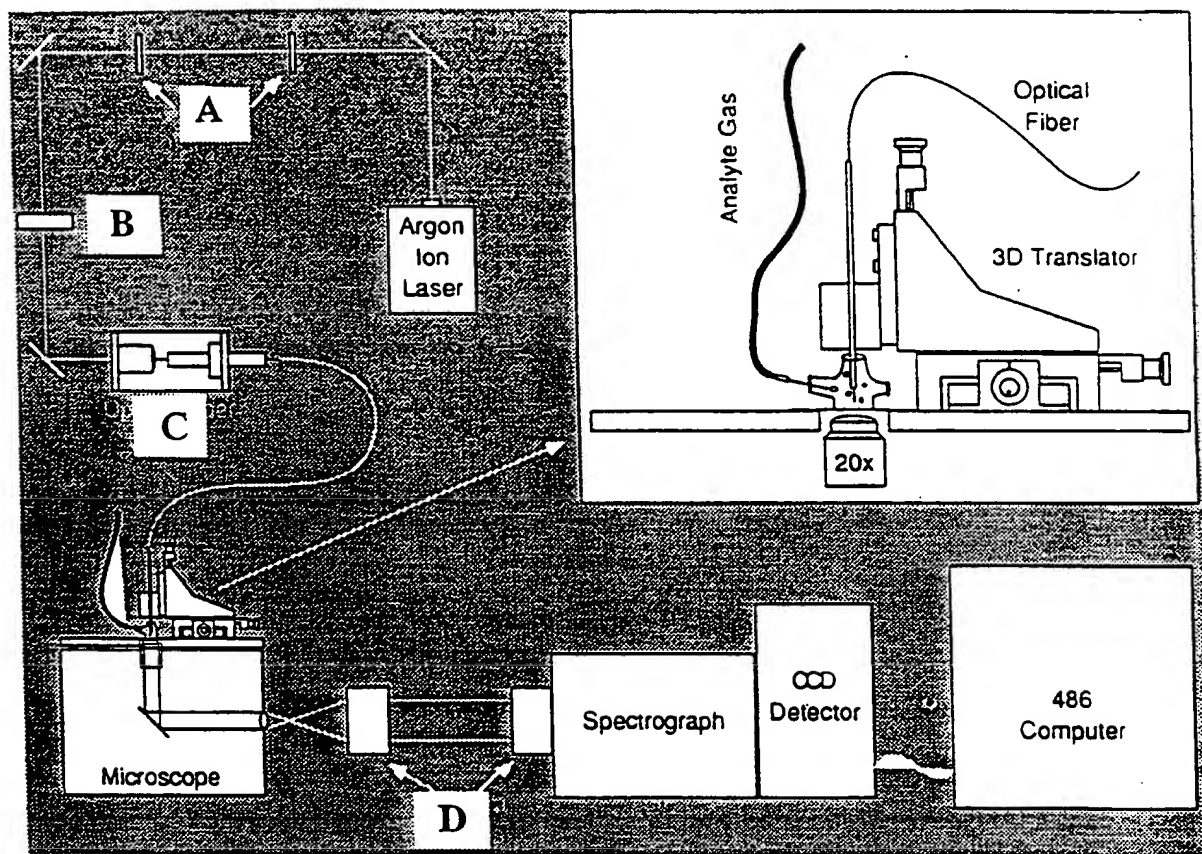 A
B
Argon
Ion
Laser
C
Analyte Gas
Optical
Fiber
3D Translator
20x
Microscope
D
Spectrograph
CCD
Detector
486
Computer